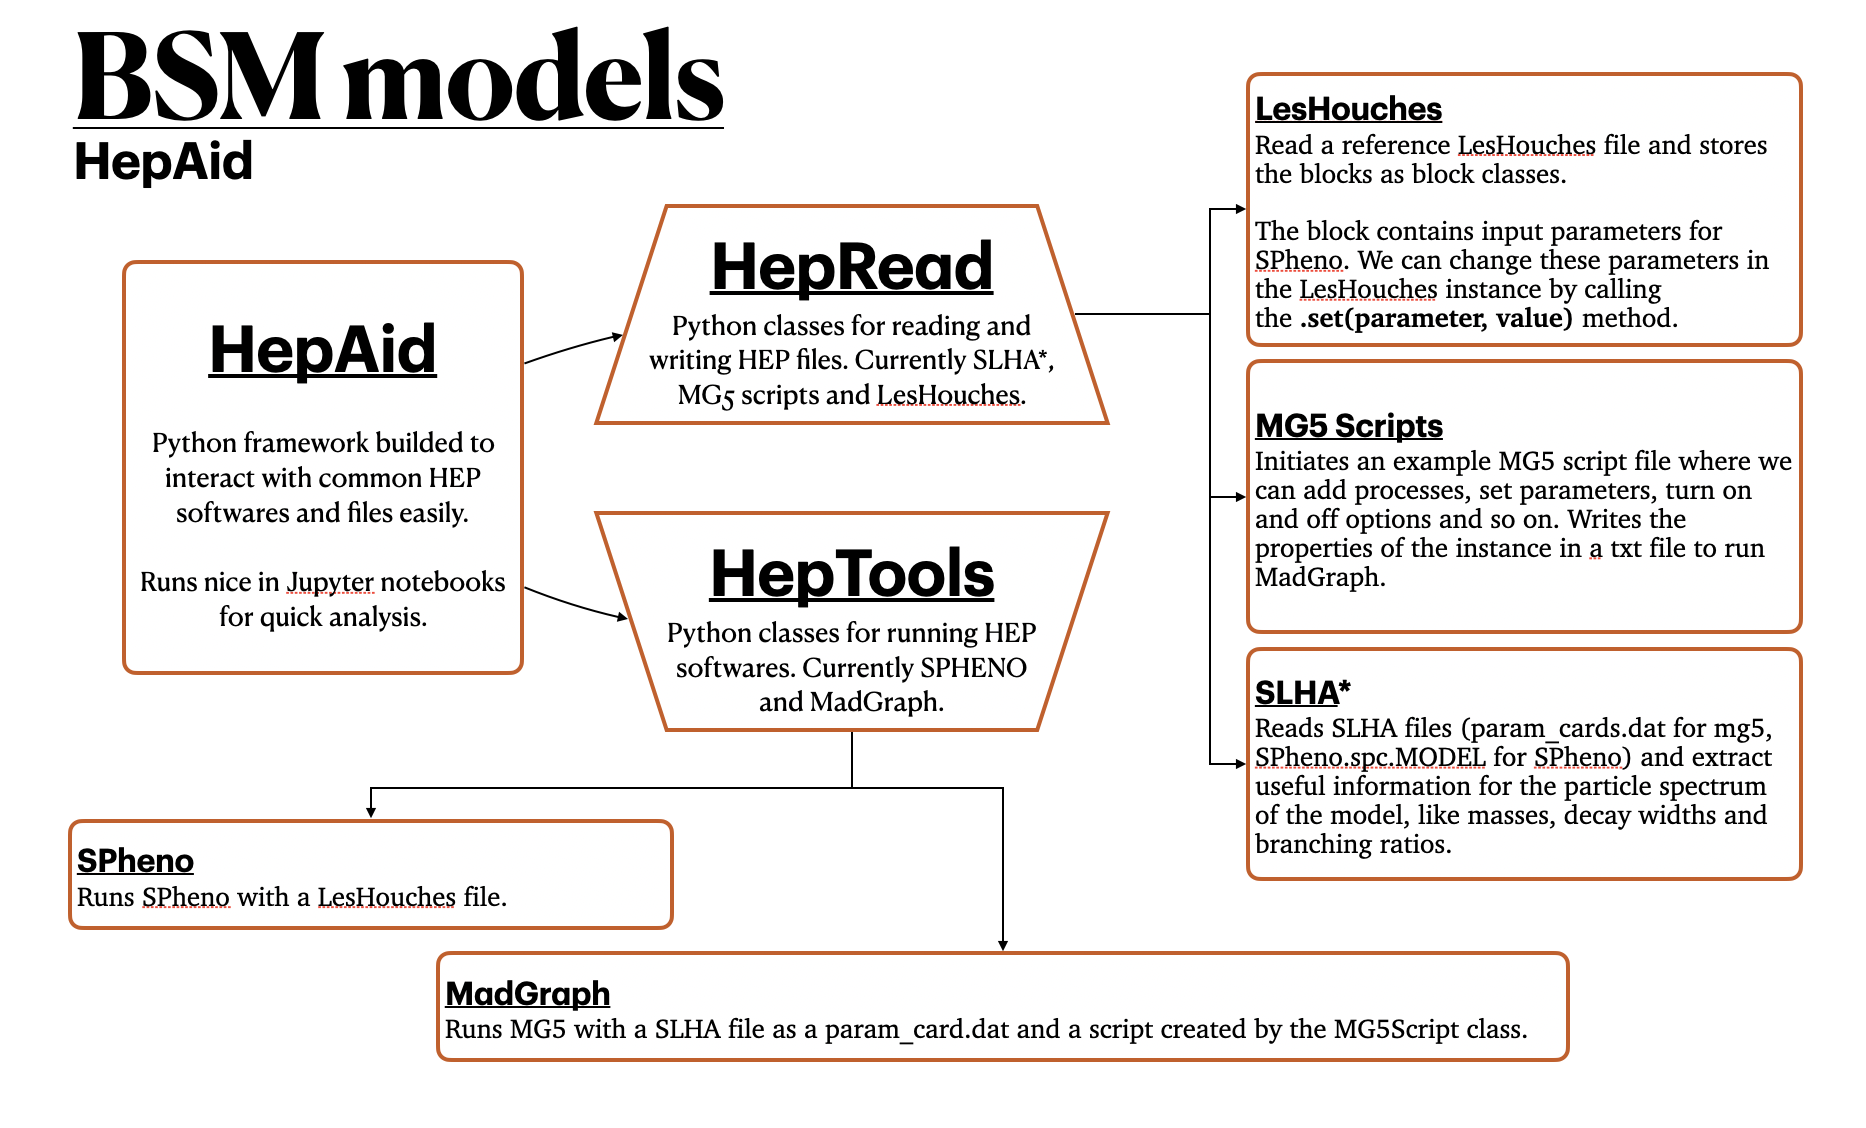 BSM models
HepAid
HepAid
Python framework builded to
interact with common HEP
softwares and files easily.
Runs nice in Jupyter notebooks
for quick analysis.
HepRead
Python classes for reading and
writing HEP files. Currently SLHA*,
MG5 scripts and LesHouches.
HepTools
Python classes for running HEP
softwares. Currently SPHENO
and MadGraph.
LesHouches
Read a reference LesHouches file and stores
the blocks as block classes.
The block contains input parameters for
SPheno. We can change these parameters in
the LesHouches instance by calling
the .set(parameter, value) method.
MG5 Scripts
Initiates an example MG5 script file where we
can add processes, set parameters, turn on
and off options and so on. Writes the
properties of the instance in a txt file to run
MadGraph.
SLHA*
Reads SLHA files (param_cards.dat for mg5,
SPheno.spc.MODEL for SPheno) and extract
useful information for the particle spectrum
of the model, like masses, decay widths and
branching ratios.
SPheno
Runs SPheno with a LesHouches file.
MadGraph
Runs MG5 with a SLHA file as a param_card.dat and a script created by the MG5Script class.